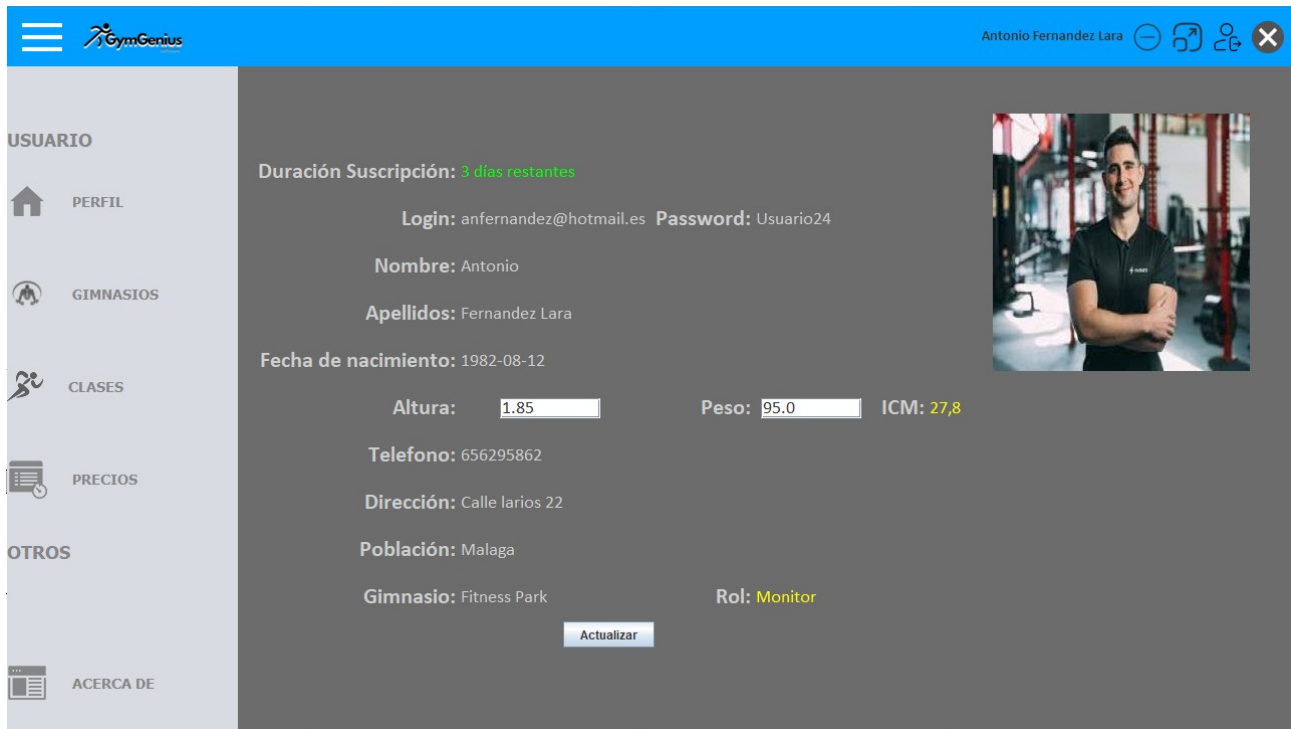 GymGenius
Antonio Fernandez Lara
USUARIO
PERFIL
GIMNASIOS
CLASES
PRECIOS
OTROS
ACERCA DE
Duración Suscripción: 3 días restantes
Login: anfernandez@hotmail.es Password: Usuario24
Nombre: Antonio
Apellidos: Fernandez Lara
Fecha de nacimiento: 1982-08-12
Altura: 1.85 Peso: 95.0 ICM: 27,8
Telefono: 656295862
Dirección: Calle larios 22
Población: Malaga
Gimnasio: Fitness Park Rol: Monitor
Actualizar